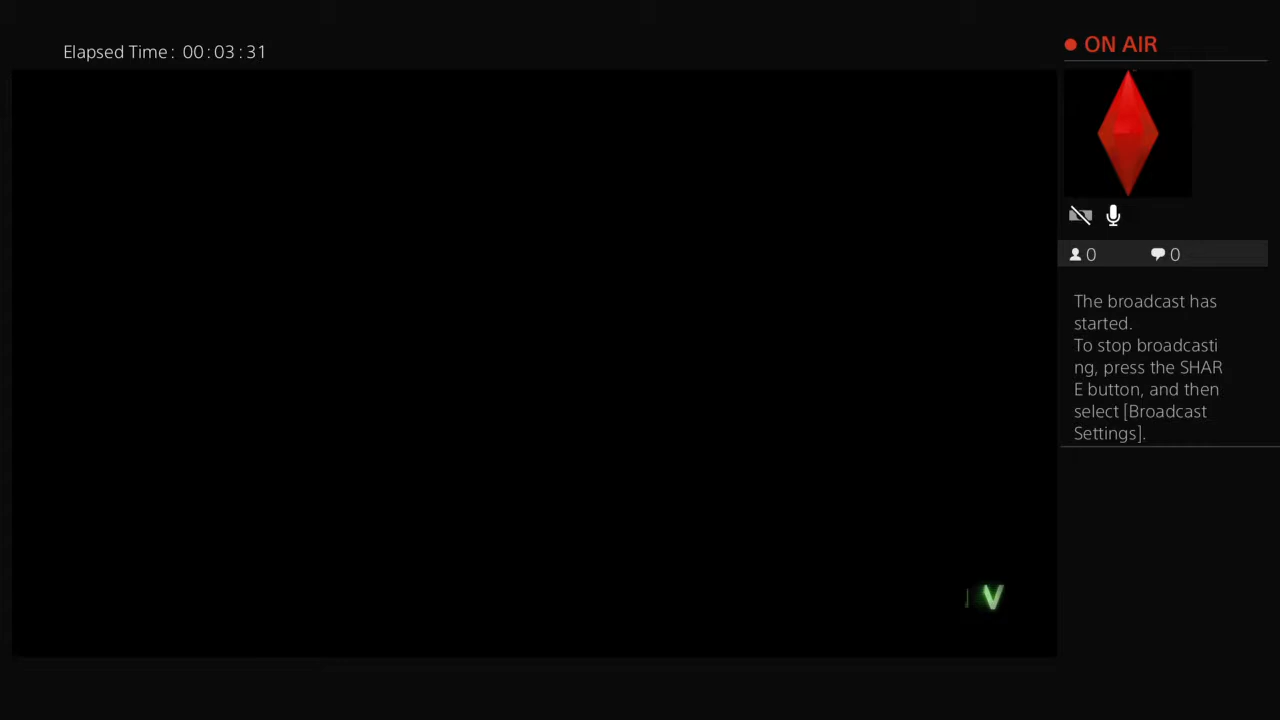 Elapsed Time: 00:03:31
ON AIR
0 0
The broadcast has
started.
To stop broadcasti
ng, press the SHAR
E button, and then
select [Broadcast
Settings].
V